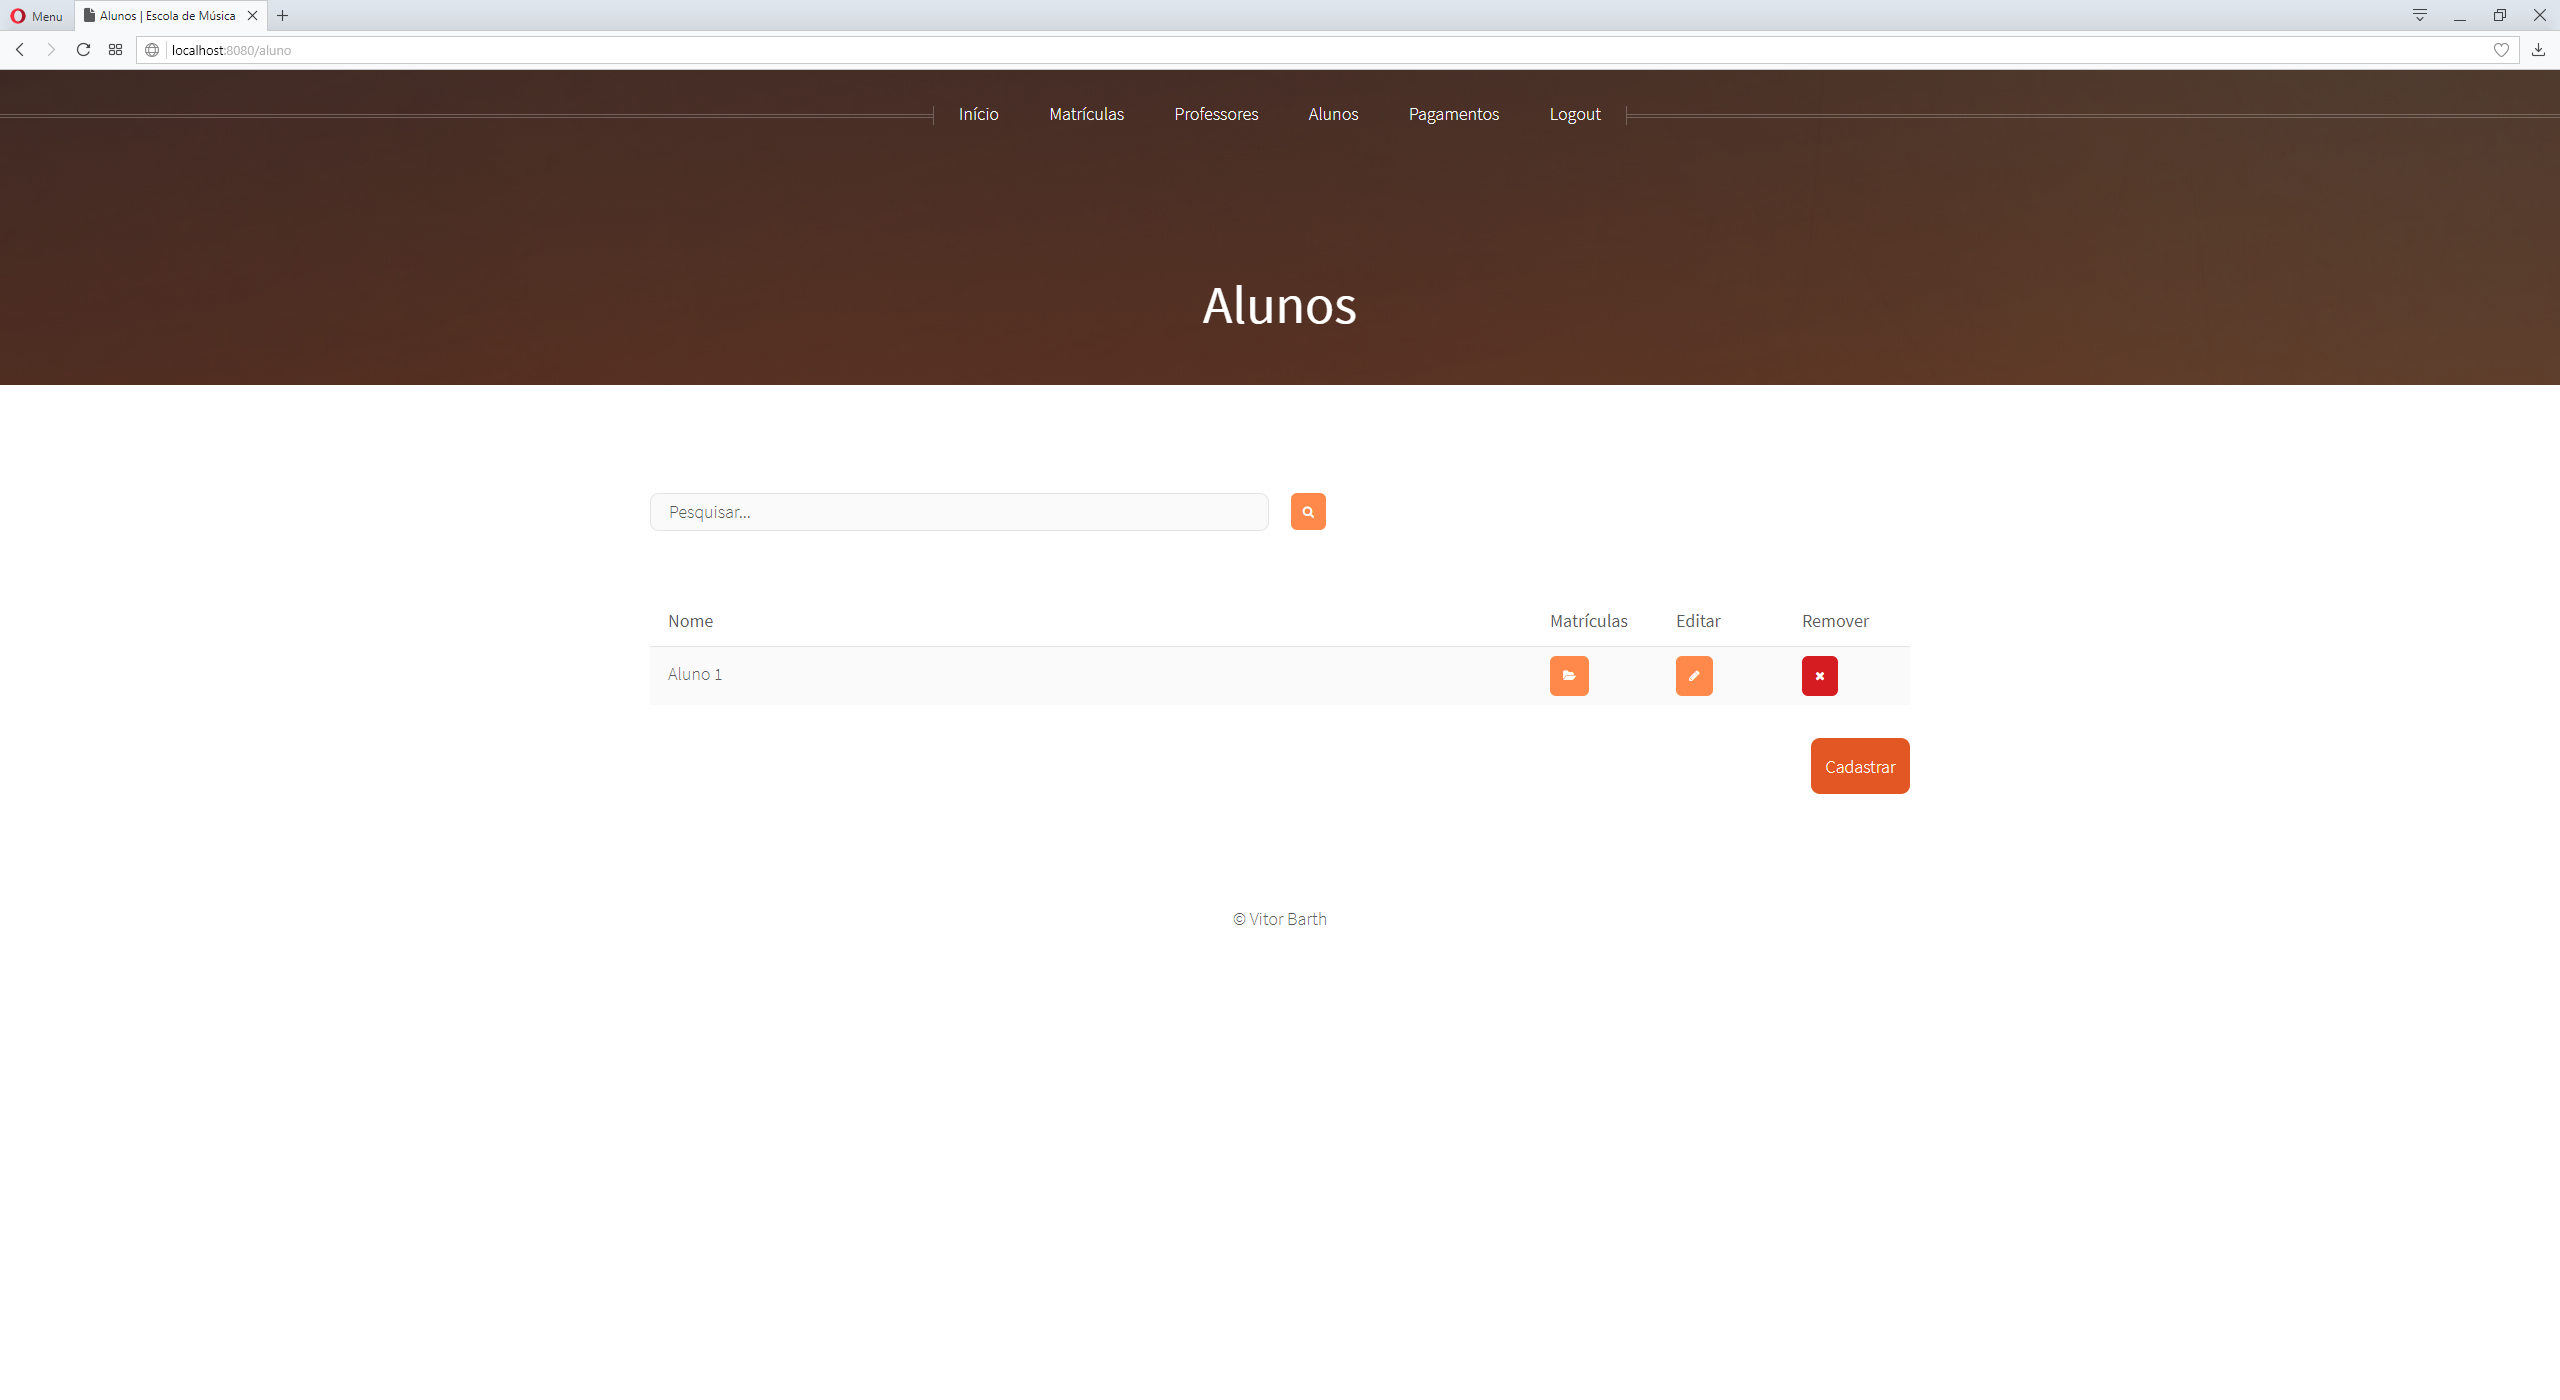 Menu
Alunos | Escola de Música
localhost:8080/aluno
Início Matrículas Professores Alunos Pagamentos Logout
Alunos
Pesquisar...
Nome Matrículas Editar Remover
Aluno 1
Cadastrar
© Vitor Barth